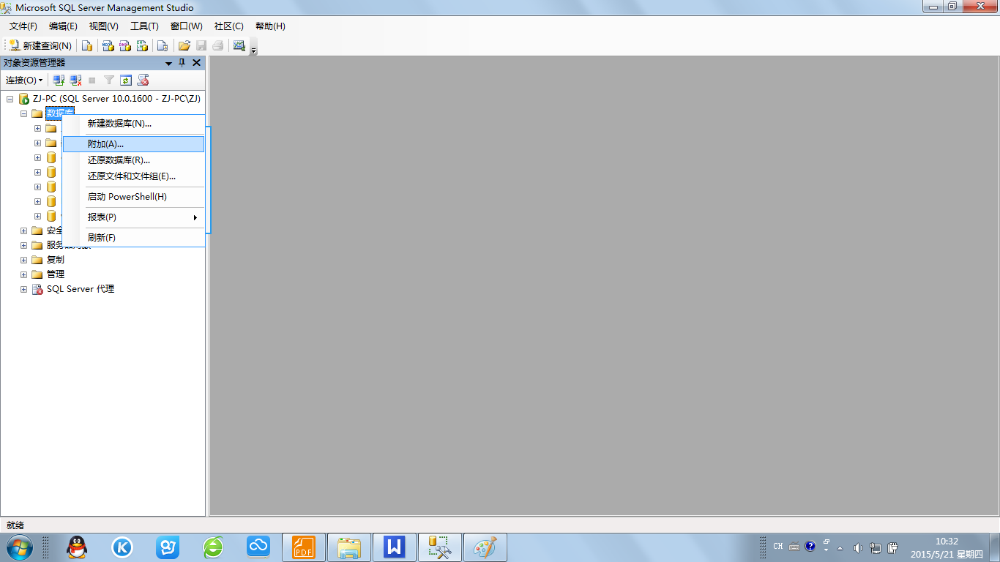 Microsoft SQL Server Management Studio
文件(F) 编辑(E) 视图(V) 工具(T) 窗口(W) 社区(C) 帮助(H)
新建查询(N)
对象资源管理器
连接(O)
ZJ-PC (SQL Server 10.0.1600 - ZJ-PC\ZJ)
数据库
新建数据库(N)...
附加(A)...
还原数据库(R)...
还原文件和文件组(E)...
启动 PowerShell(H)
报表(P)
刷新(F)
安全
服务器对象
复制
管理
SQL Server 代理
就绪
PDF
CH
10:32
2015/5/21 星期四